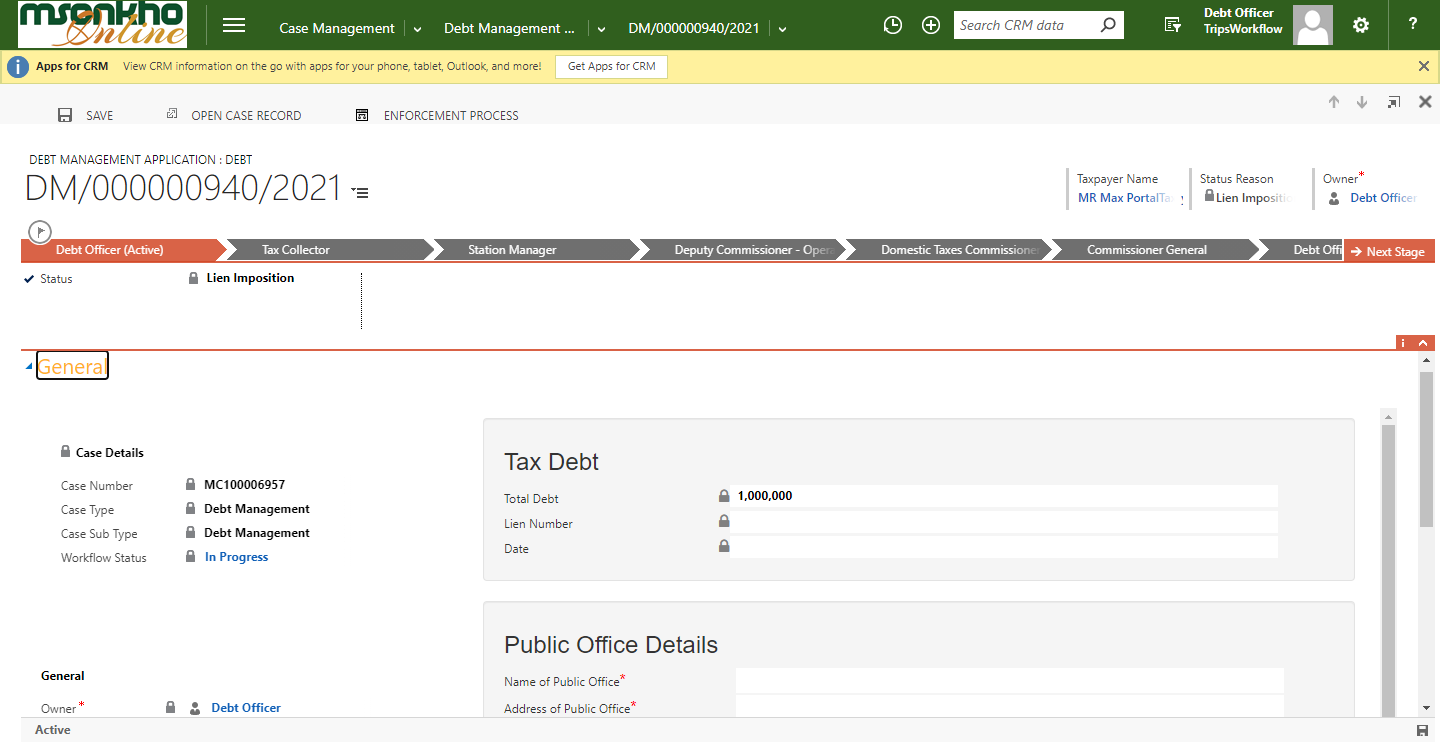 msonkho
Online
Case Management
Debt Management ...
DM/000000940/2021
Search CRM data
Debt Officer
TripsWorkflow
?
i
Apps for CRM View CRM information on the go with apps for your phone, tablet, Outlook, and more! Get Apps for CRM
SAVE OPEN CASE RECORD ENFORCEMENT PROCESS
DEBT MANAGEMENT APPLICATION : DEBT
DM/000000940/2021
Taxpayer Name
MR Max PortalTa
Status Reason
Lien Impositio
Owner*
Debt Officer
Debt Officer (Active) Tax Collector Station Manager Deputy Commissioner - Oper Domestic Taxes Commissioner Commissioner General Debt Offi Next Stage
Status Lien Imposition
i
General
Case Details
Case Number MC100006957
Case Type Debt Management
Case Sub Type Debt Management
Workflow Status In Progress
General
Owner* Debt Officer
Tax Debt
Total Debt 1,000,000
Lien Number
Date
Public Office Details
Name of Public Office*
Address of Public Office*
Active